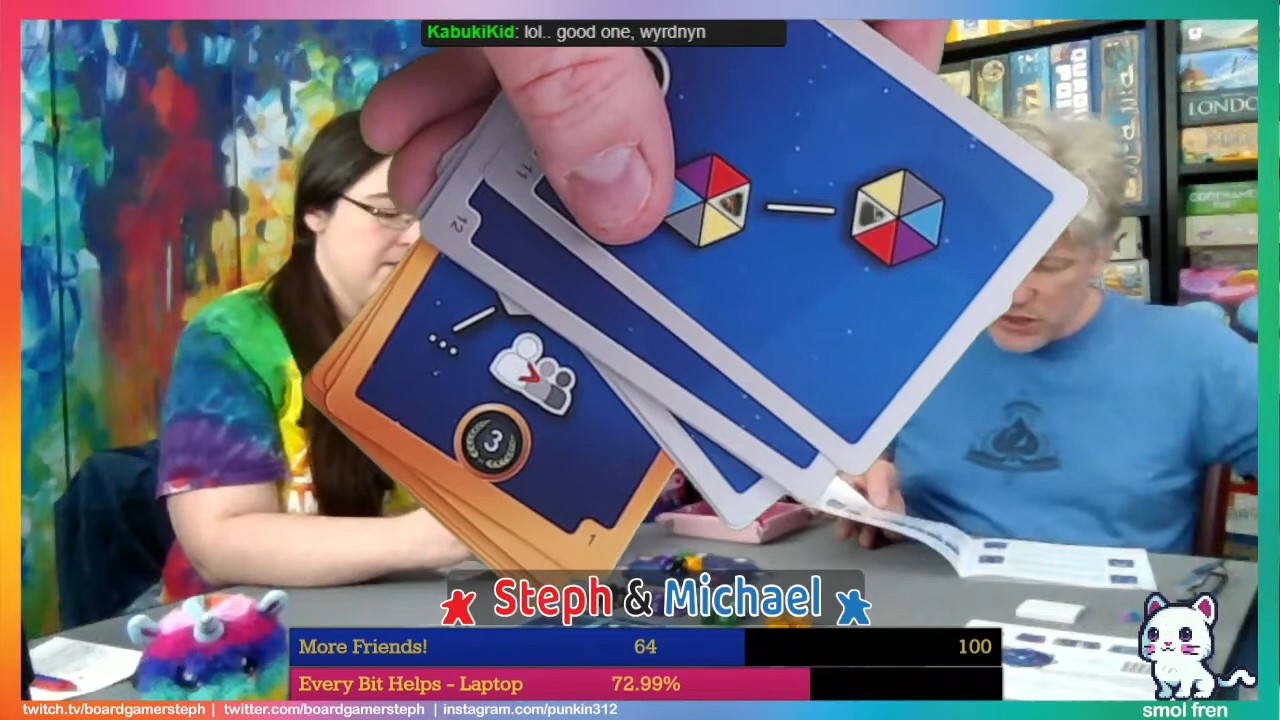 KabukiKid: lol.. good one, wyrdnyn
LONDO
11
12
3
1
Steph & Michael
More Friends!
64
100
Every Bit Helps - Laptop
72.99%
twitch.tv/boardgamersteph | twitter.com/boardgamersteph | instagram.com/punkin312
smol fren